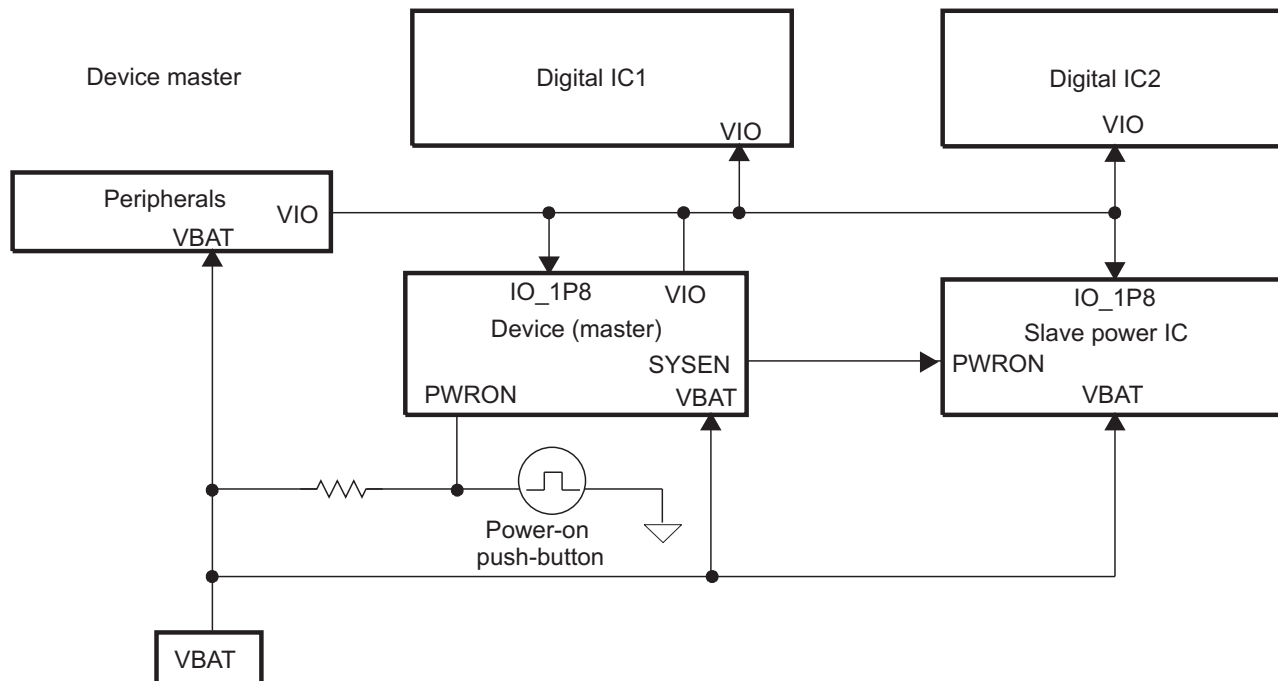 Device master
Digital IC1
VIO
Digital IC2
VIO
Peripherals
VIO
VBAT
IO_1P8
VIO
Device (master)
SYSEN
PWRON
VBAT
IO_1P8
Slave power IC
PWRON
VBAT
Power-on
push-button
VBAT